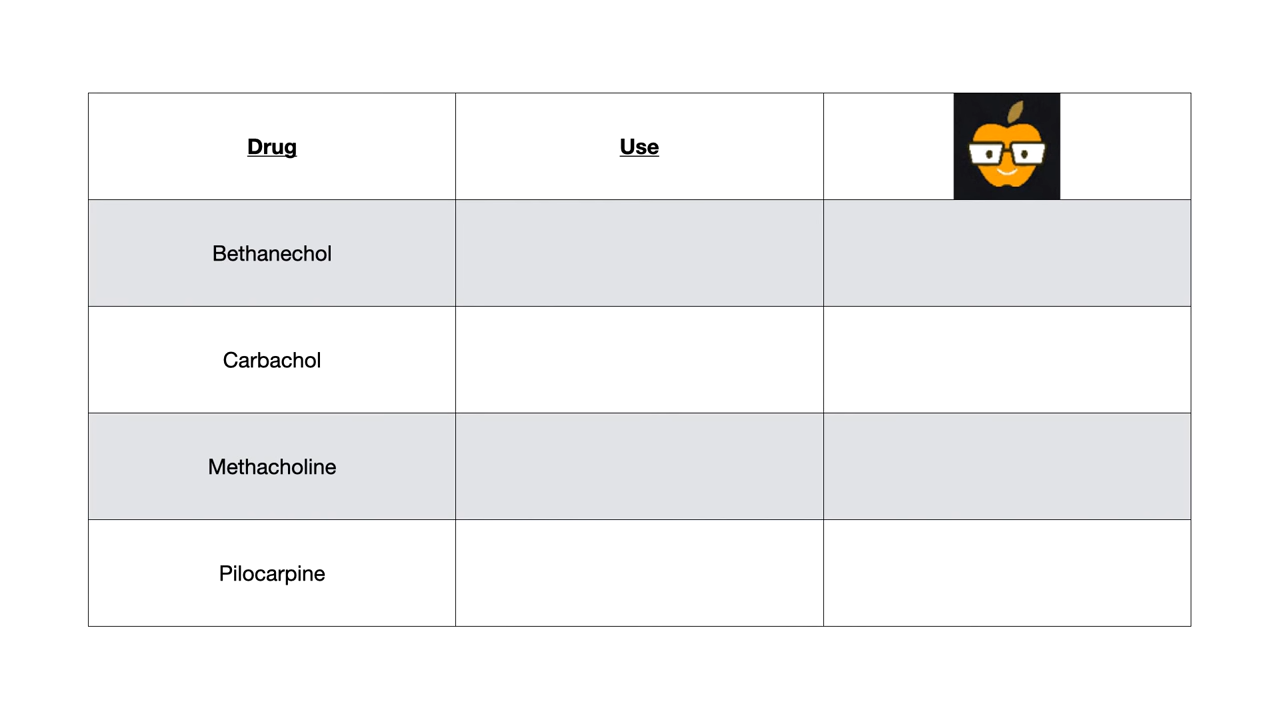 Drug
Use
Bethanechol
Carbachol
Methacholine
Pilocarpine